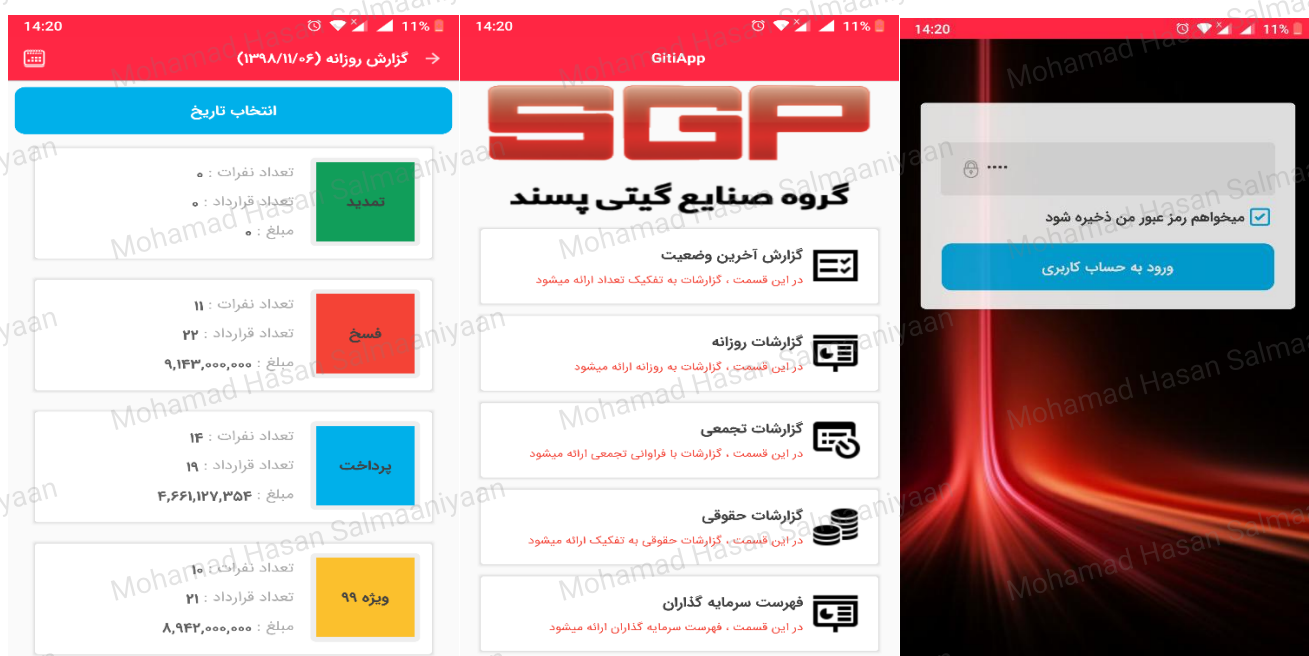 14:20
11%
گزارش روزانه (۱۳۹۸/۱۱/۰۶)
انتخاب تاریخ
تمدید
تعداد نفرات : ۰
تعداد قرارداد : ۰
مبلغ : ۰
فسخ
تعداد نفرات : ۱۱
تعداد قرارداد : ۲۲
مبلغ : ۹,۱۴۳,۰۰۰,۰۰۰
پرداخت
تعداد نفرات : ۱۴
تعداد قرارداد : ۱۹
مبلغ : ۴,۶۶۱,۱۲۷,۳۵۴
ویژه ۹۹
تعداد نفرات : ۱۰
تعداد قرارداد : ۲۱
مبلغ : ۸,۹۴۲,۰۰۰,۰۰۰
14:20
11%
GitiApp
SGP
گروه صنایع گیتی پسند
گزارش آخرین وضعیت
در این قسمت ، گزارشات به تفکیک تعداد ارائه میشود
گزارشات روزانه
در این قسمت ، گزارشات به روزانه ارائه میشود
گزارشات تجمعی
در این قسمت ، گزارشات با فراوانی تجمعی ارائه میشود
گزارشات حقوقی
در این قسمت ، گزارشات حقوقی به تفکیک ارائه میشود
فهرست سرمایه گذاران
در این قسمت ، فهرست سرمایه گذاران ارائه میشود
14:20
11%
میخواهم رمز عبور من ذخیره شود
ورود به حساب کاربری
Mohamad Hasan Salmaaniyaan